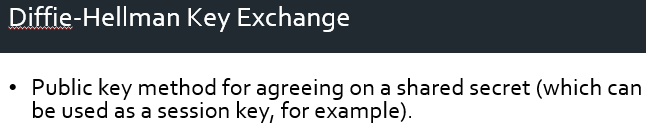 Diffie-Hellman Key Exchange
• Public key method for agreeing on a shared secret (which can
be used as a session key, for example).